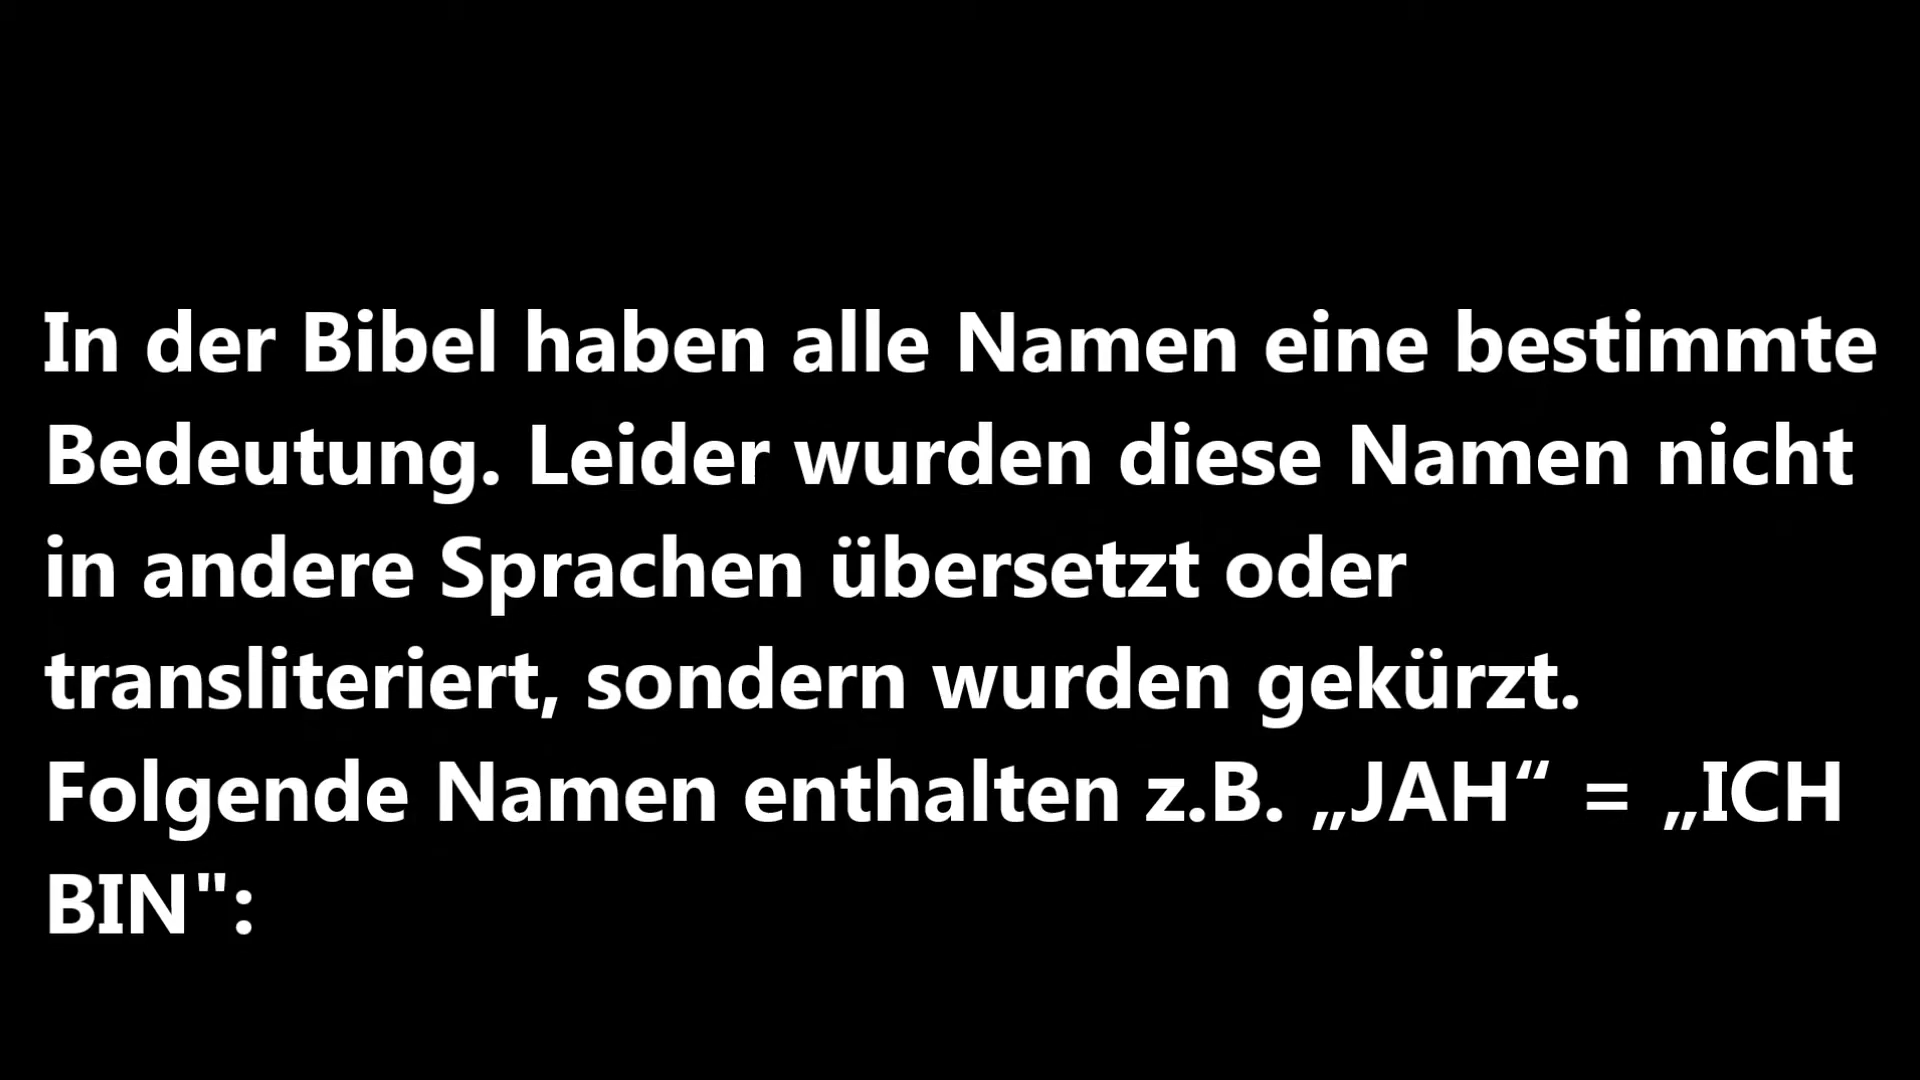 In der Bibel haben alle Namen eine bestimmte
Bedeutung. Leider wurden diese Namen nicht
in andere Sprachen übersetzt oder
transliteriert, sondern wurden gekürzt.
Folgende Namen enthalten z.B. „JAH“ = „ICH
BIN":